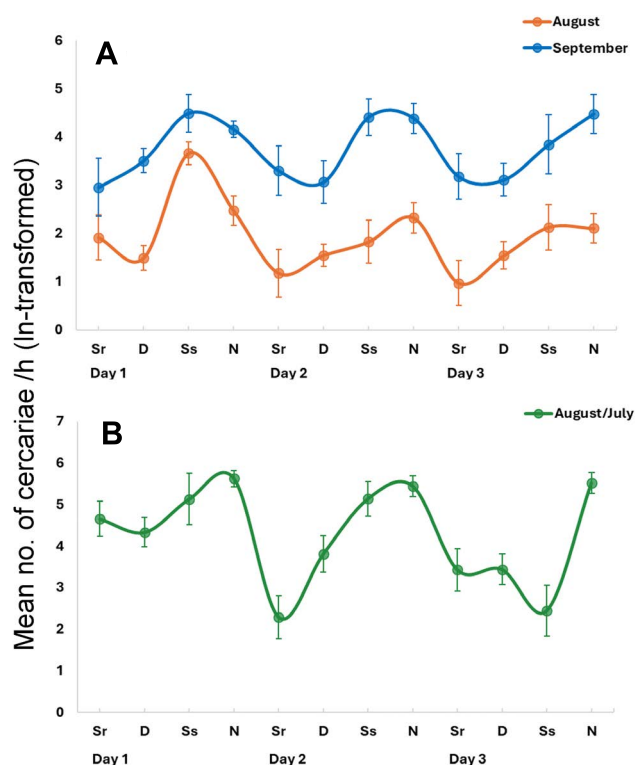 August
September
A
6
5
4
3
2
1
0
Sr D Ss N Sr D Ss N Sr D Ss N
Day 1 Day 2 Day 3
Mean no. of cercariae /h (ln-transformed)
August/July
B
7
6
5
4
3
2
1
0
Sr D Ss N Sr D Ss N Sr D Ss N
Day 1 Day 2 Day 3